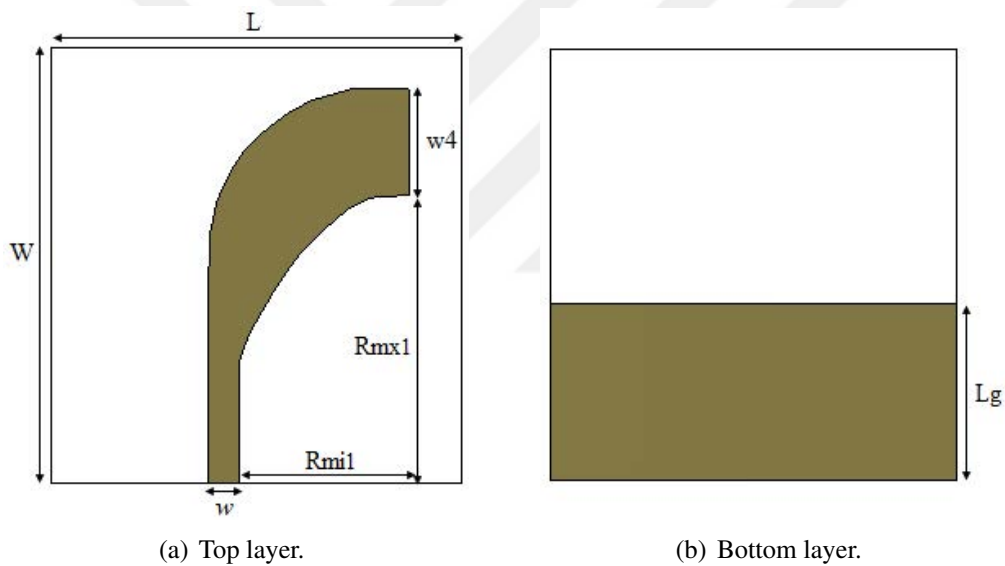 L
W
w4
Rmx1
Rmi1
w
Lg
(a) Top layer.
(b) Bottom layer.